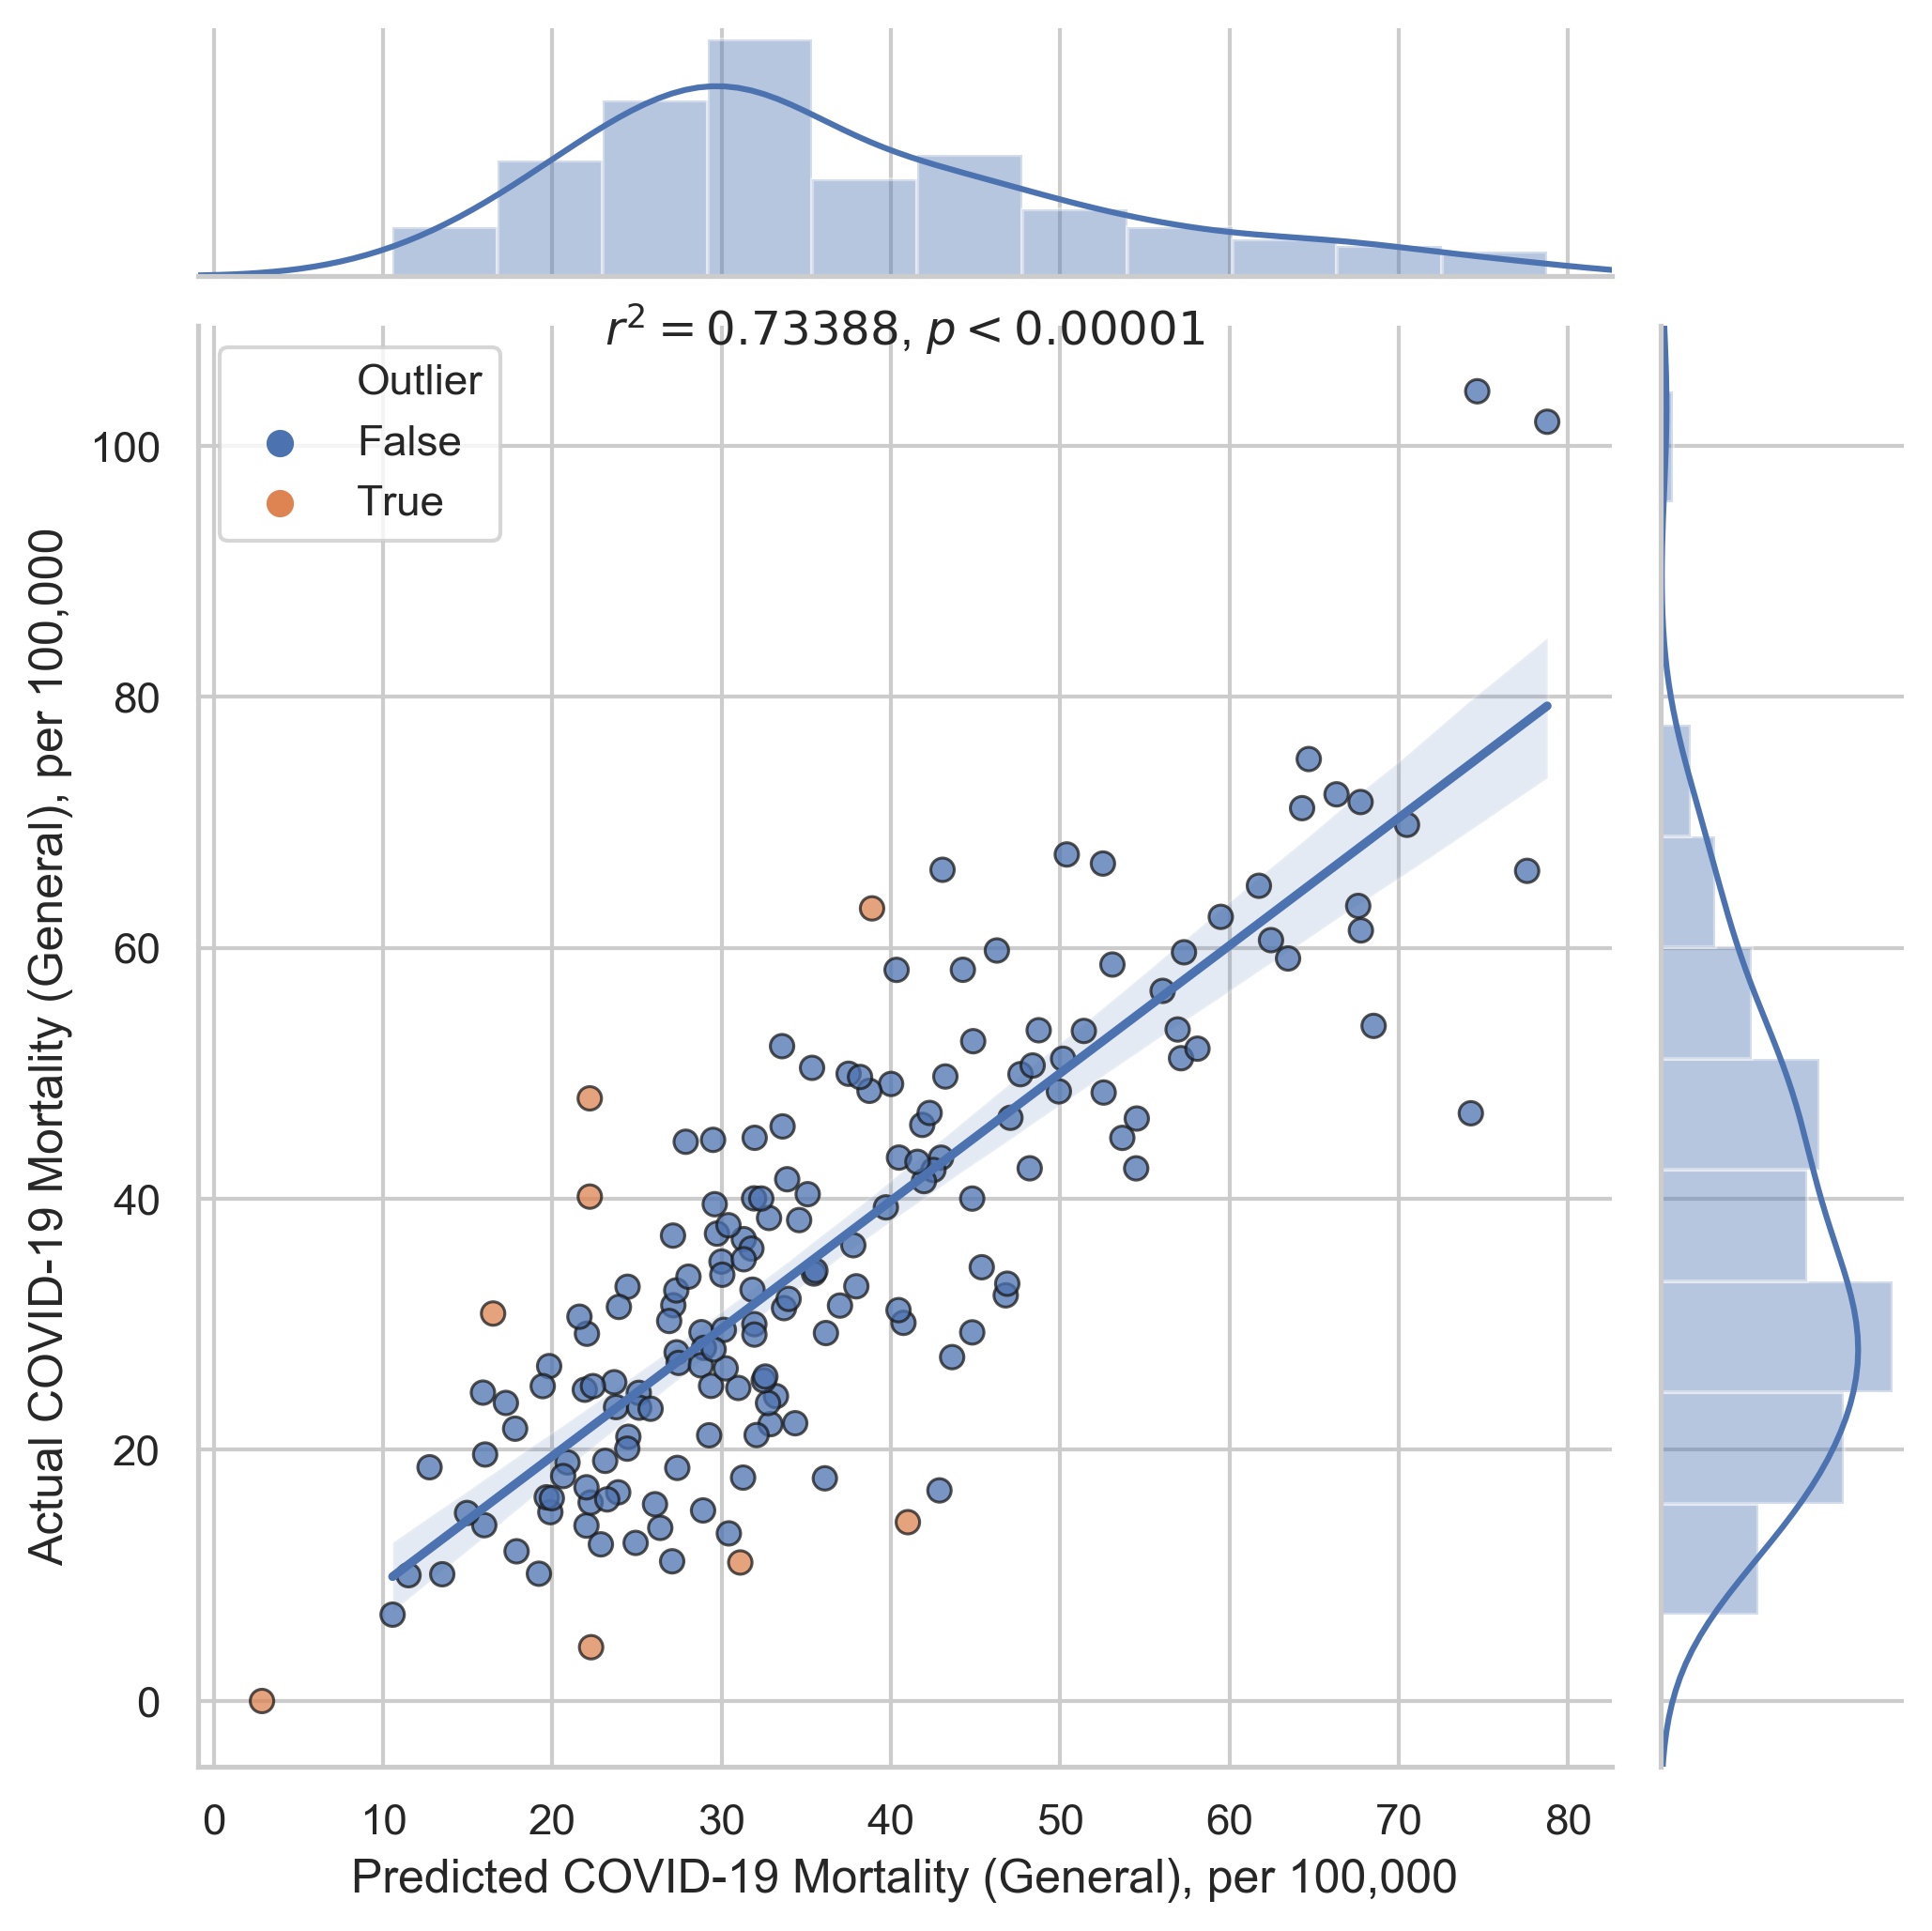 r² = 0.73388, p < 0.00001
Outlier
False
True
100
80
60
40
20
0
Actual COVID-19 Mortality (General), per 100,000
0 10 20 30 40 50 60 70 80
Predicted COVID-19 Mortality (General), per 100,000